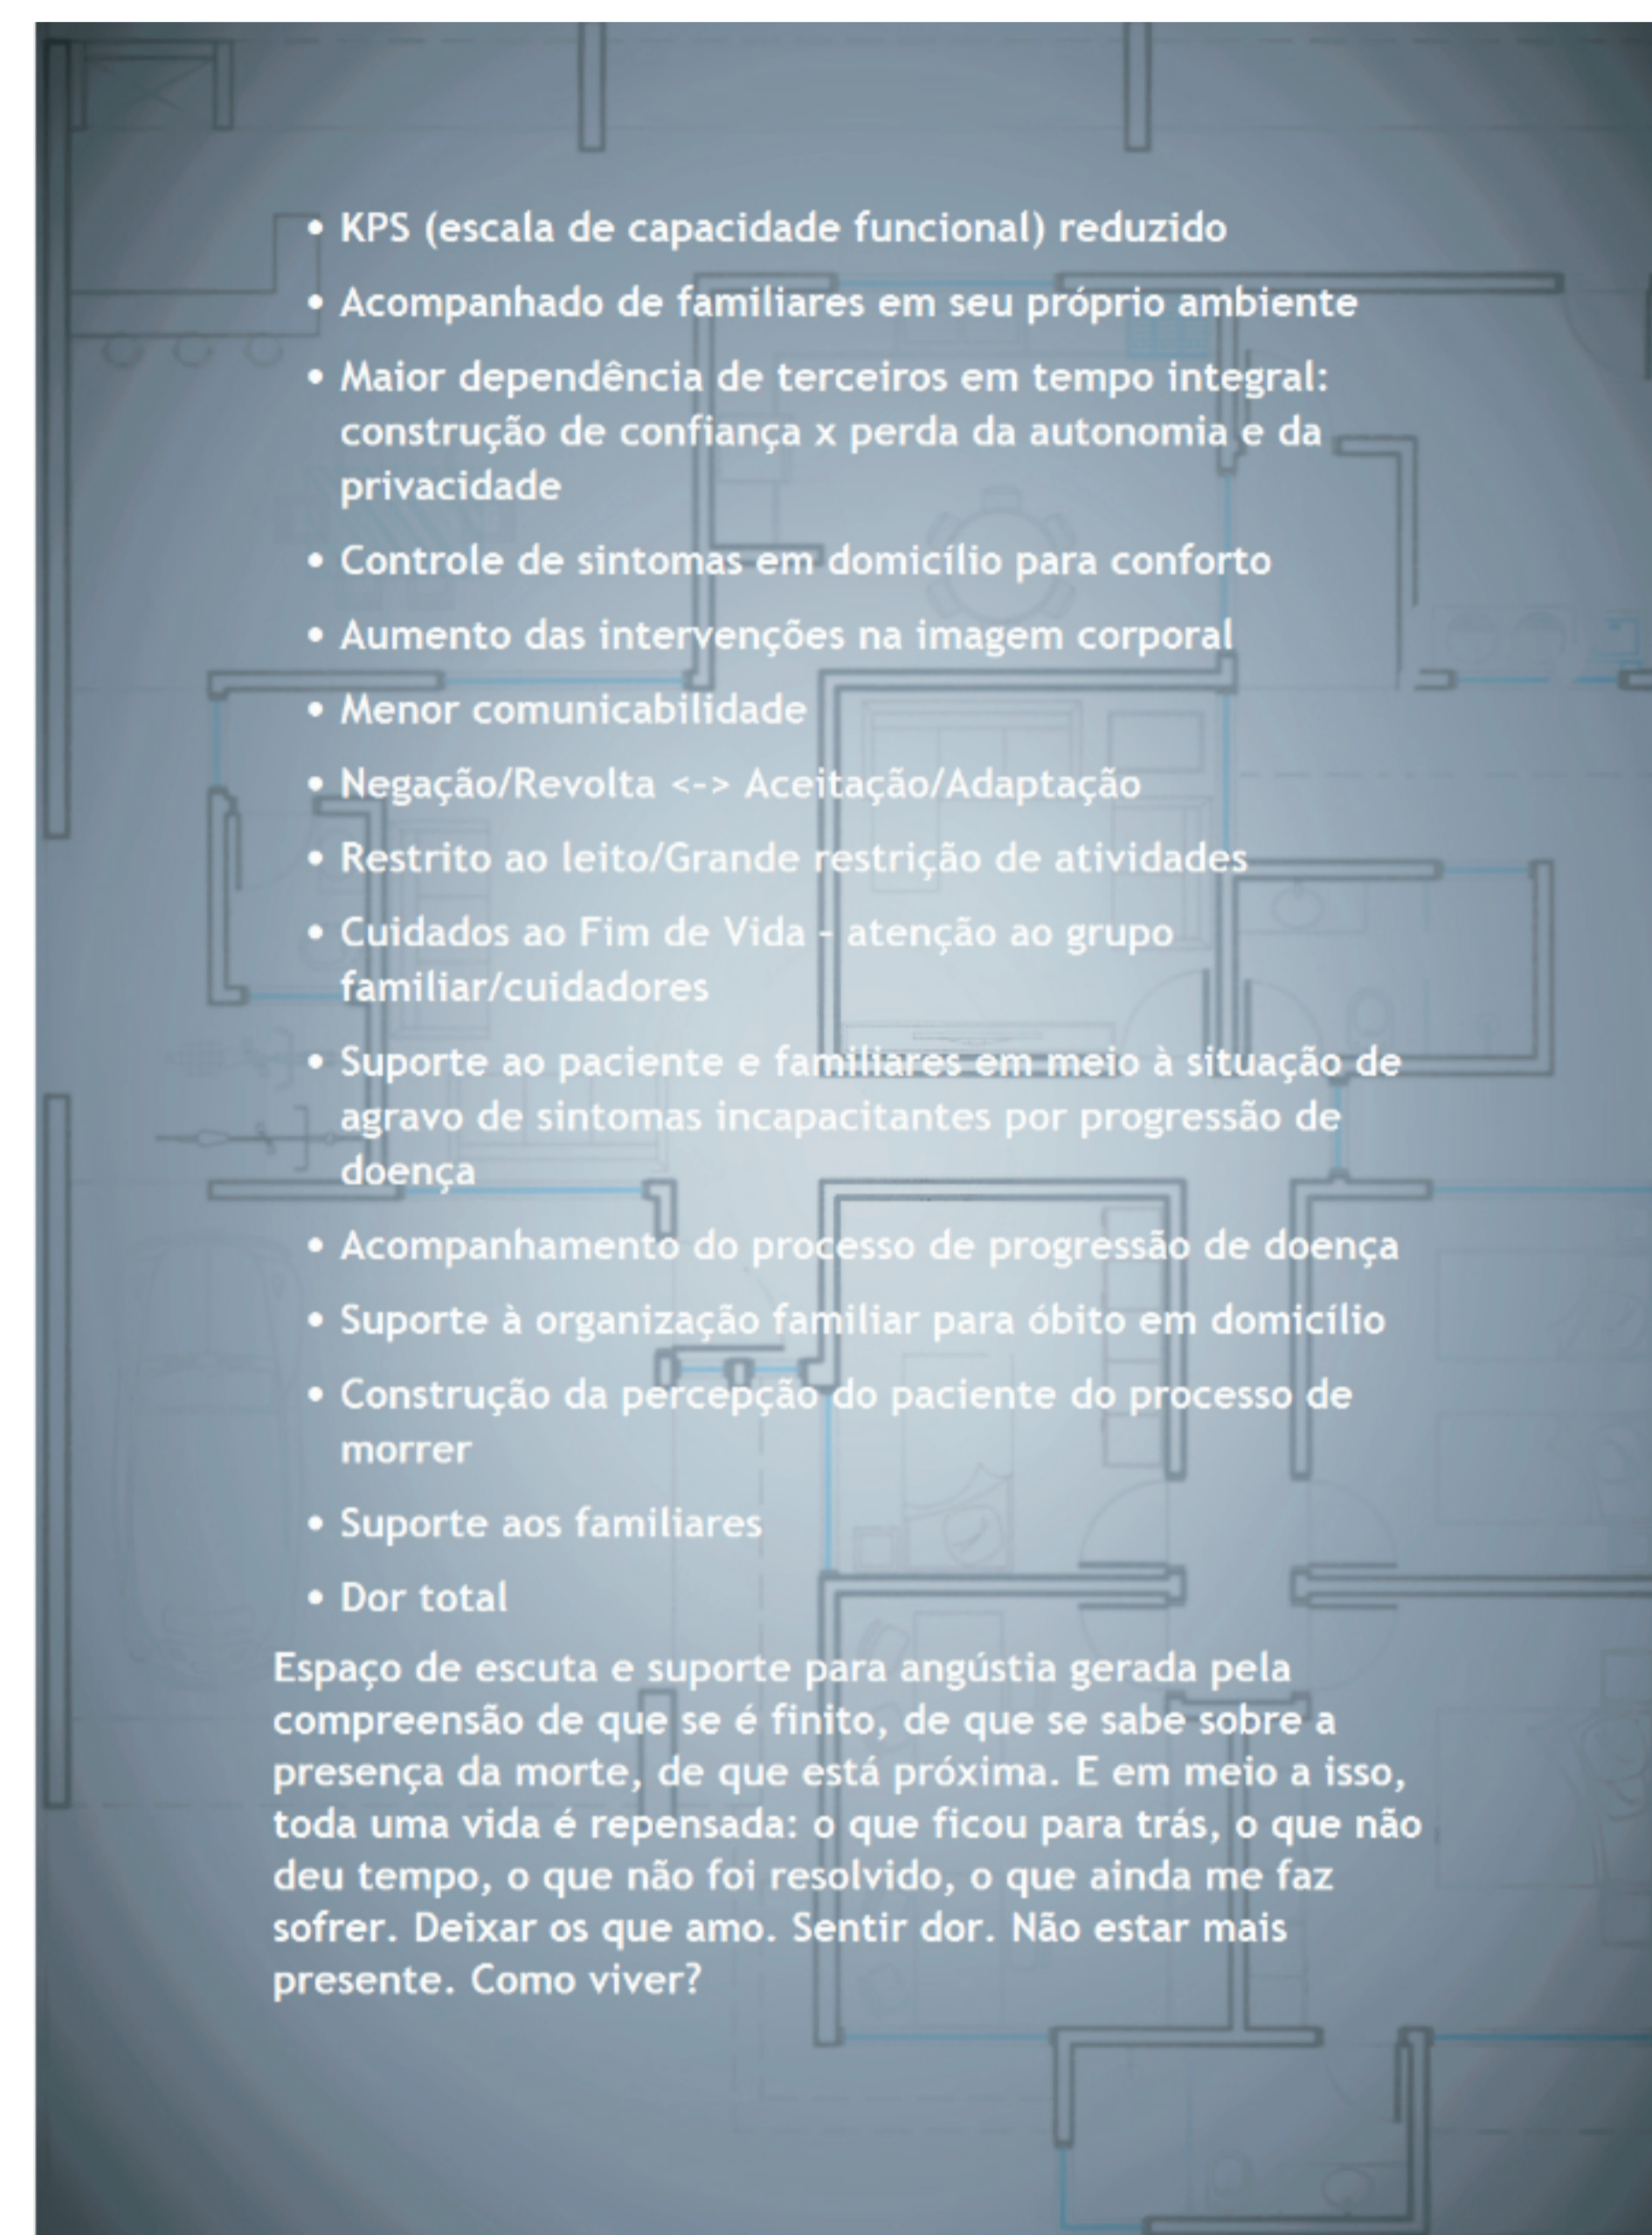 • KPS (escala de capacidade funcional) reduzido
• Acompanhado de familiares em seu próprio ambiente
• Maior dependência de terceiros em tempo integral:
construção de confiança x perda da autonomia e da
privacidade
• Controle de sintomas em domicílio para conforto
• Aumento das intervenções na imagem corporal
• Menor comunicabilidade
• Negação/Revolta <-> Aceitação/Adaptação
• Restrito ao leito/Grande restrição de atividades
• Cuidados ao Fim de Vida - atenção ao grupo
familiar/cuidadores
• Suporte ao paciente e familiares em meio à situação de
agravo de sintomas incapacitantes por progressão de
doença
• Acompanhamento do processo de progressão de doença
• Suporte à organização familiar para óbito em domicílio
• Construção da percepção do paciente do processo de
morrer
• Suporte aos familiares
• Dor total
Espaço de escuta e suporte para angústia gerada pela
compreensão de que se é finito, de que se sabe sobre a
presença da morte, de que está próxima. E em meio a isso,
toda uma vida é repensada: o que ficou para trás, o que não
deu tempo, o que não foi resolvido, o que ainda me faz
sofrer. Deixar os que amo. Sentir dor. Não estar mais
presente. Como viver?